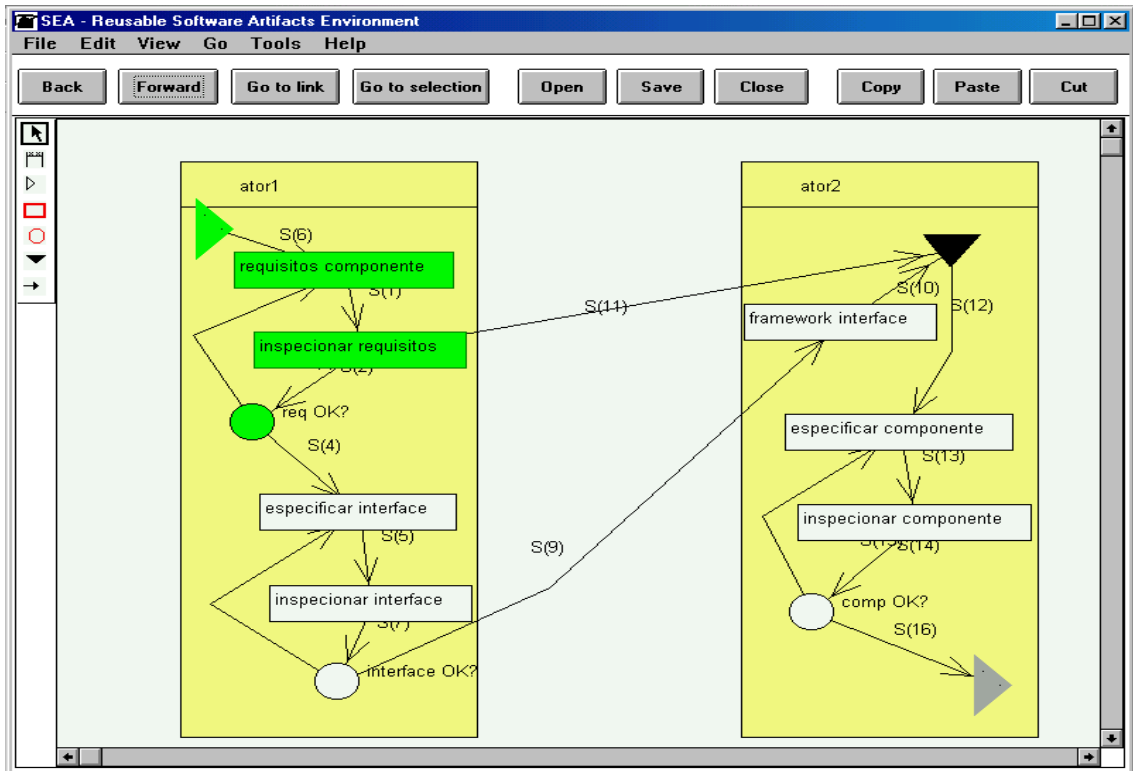 SEA - Reusable Software Artifacts Environment
File Edit View Go Tools Help
Back Forward Go to link Go to selection Open Save Close Copy Paste Cut
ator1
S(6)
requisitos componente
S(1)
inspecionar requisitos
S(2)
req OK?
S(4)
especificar interface
S(5)
inspecionar interface
S(7)
interface OK?
S(11)
S(9)
ator2
S(10)
S(12)
framework interface
especificar componente
S(13)
inspecionar componente
S(15)
S(14)
comp OK?
S(16)